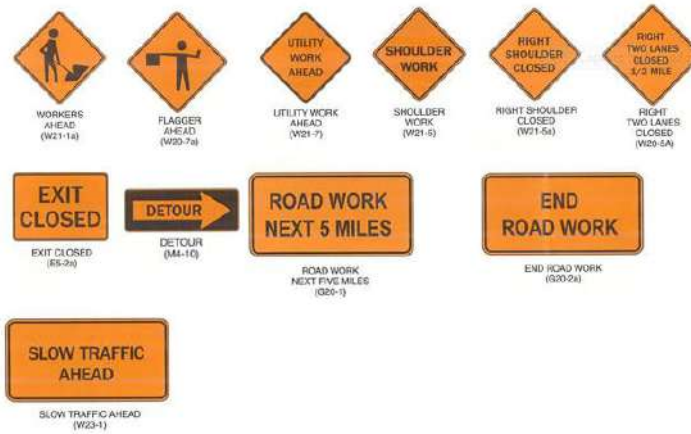 UTILITY
WORK
AHEAD
SHOULDER
WORK
RIGHT
SHOULDER
CLOSED
RIGHT
TWO LANES
CLOSED
1/2 MILE
WORKERS
AHEAD
(W21-1a)
FLAGGER
AHEAD
(W20-7a)
UTILITY WORK
AHEAD
(W21-7)
SHOULDER
WORK
(W21-5)
RIGHT SHOULDER
CLOSED
(W21-5a)
RIGHT
TWO LANES
CLOSED
(W20-5A)
EXIT
CLOSED
DETOUR
ROAD WORK
NEXT 5 MILES
END
ROAD WORK
EXIT CLOSED
(E5-2a)
DETOUR
(M4-10)
ROAD WORK
NEXT FIVE MILES
(G20-1)
END ROAD WORK
(G20-2a)
SLOW TRAFFIC
AHEAD
SLOW TRAFFIC AHEAD
(W23-1)